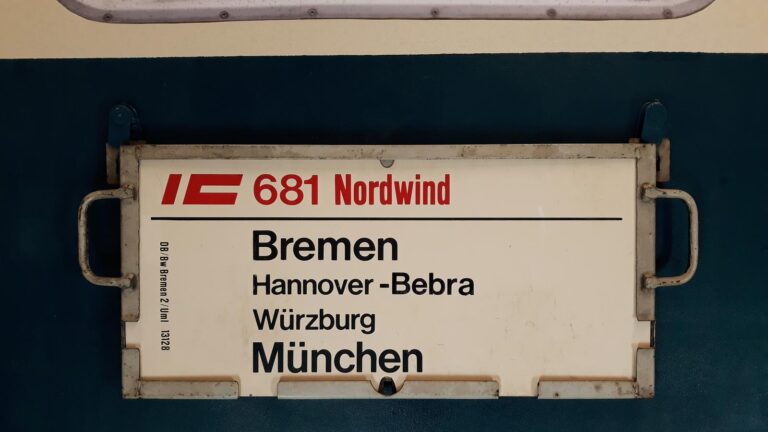 IC 681 Nordwind
Bremen
Hannover -Bebra
Würzburg
München
DB/Bw Bremen 2/Uml 13128